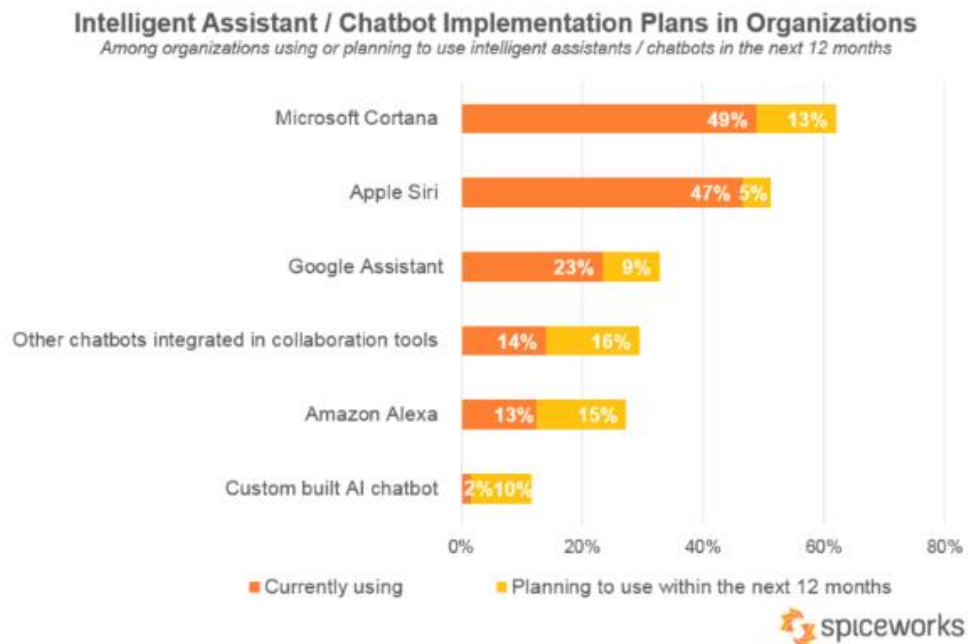 Intelligent Assistant / Chatbot Implementation Plans in Organizations
Among organizations using or planning to use intelligent assistants / chatbots in the next 12 months
Microsoft Cortana 49% 13%
Apple Siri 47% 5%
Google Assistant 23% 9%
Other chatbots integrated in collaboration tools 14% 16%
Amazon Alexa 13% 15%
Custom built AI chatbot 2% 10%
0% 20% 40% 60% 80%
Currently using Planning to use within the next 12 months
spiceworks